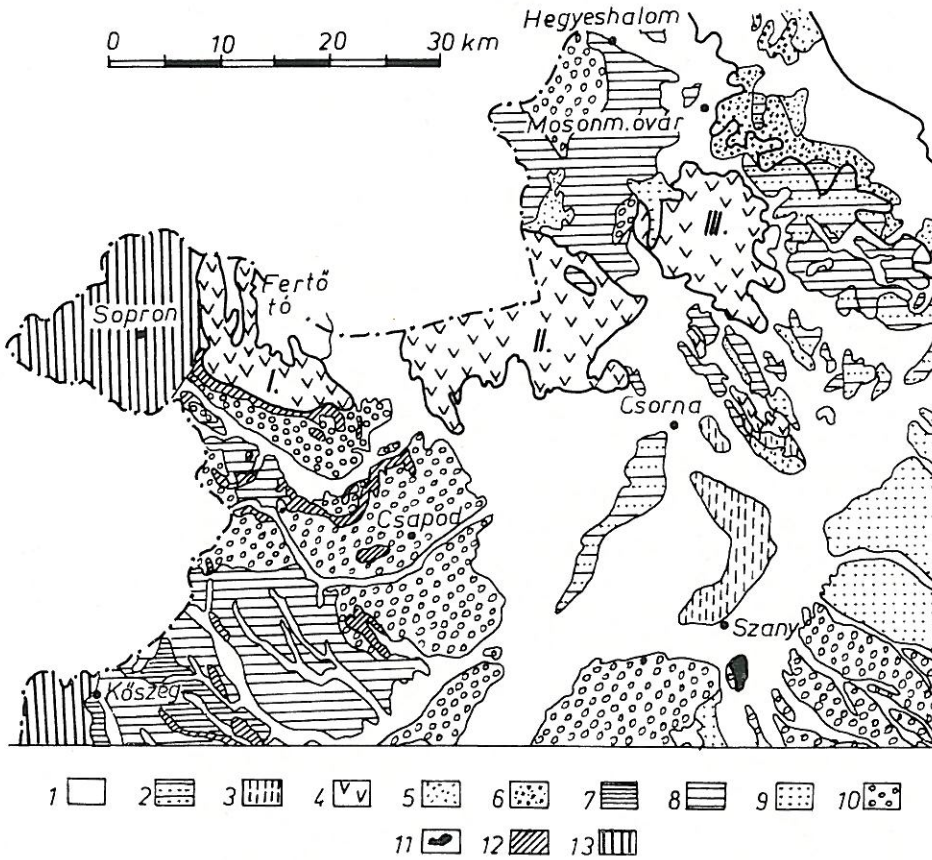 Hegyeshalom
0 10 20 30 km
Mosonm.óvár
III.
Fertő
tó
Sopron
II.
I.
Csorna
Csapod
Szany
Kőszeg
1 2 3 4 5 6 7 8 9 10
11 12 13